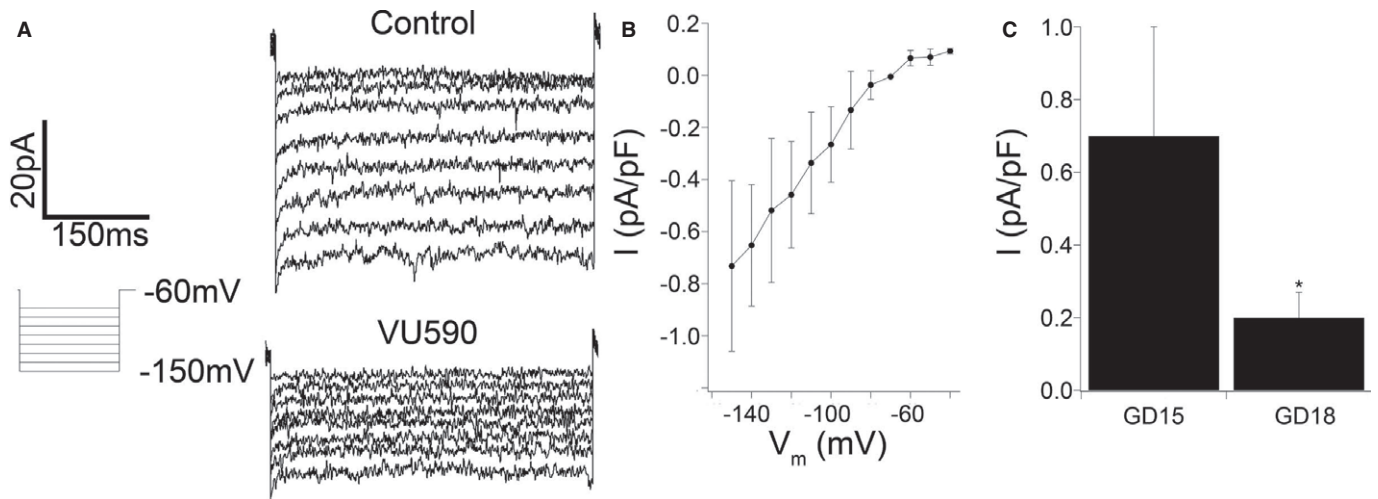 A
Control
20pA
150ms
-60mV
-150mV
VU590
B
0.2
0.0
-0.2
-0.4
-0.6
-0.8
-1.0
I (pA/pF)
-140
-100
-60
Vm (mV)
C
1.0
0.8
0.6
0.4
0.2
0.0
I (pA/pF)
*
GD15
GD18